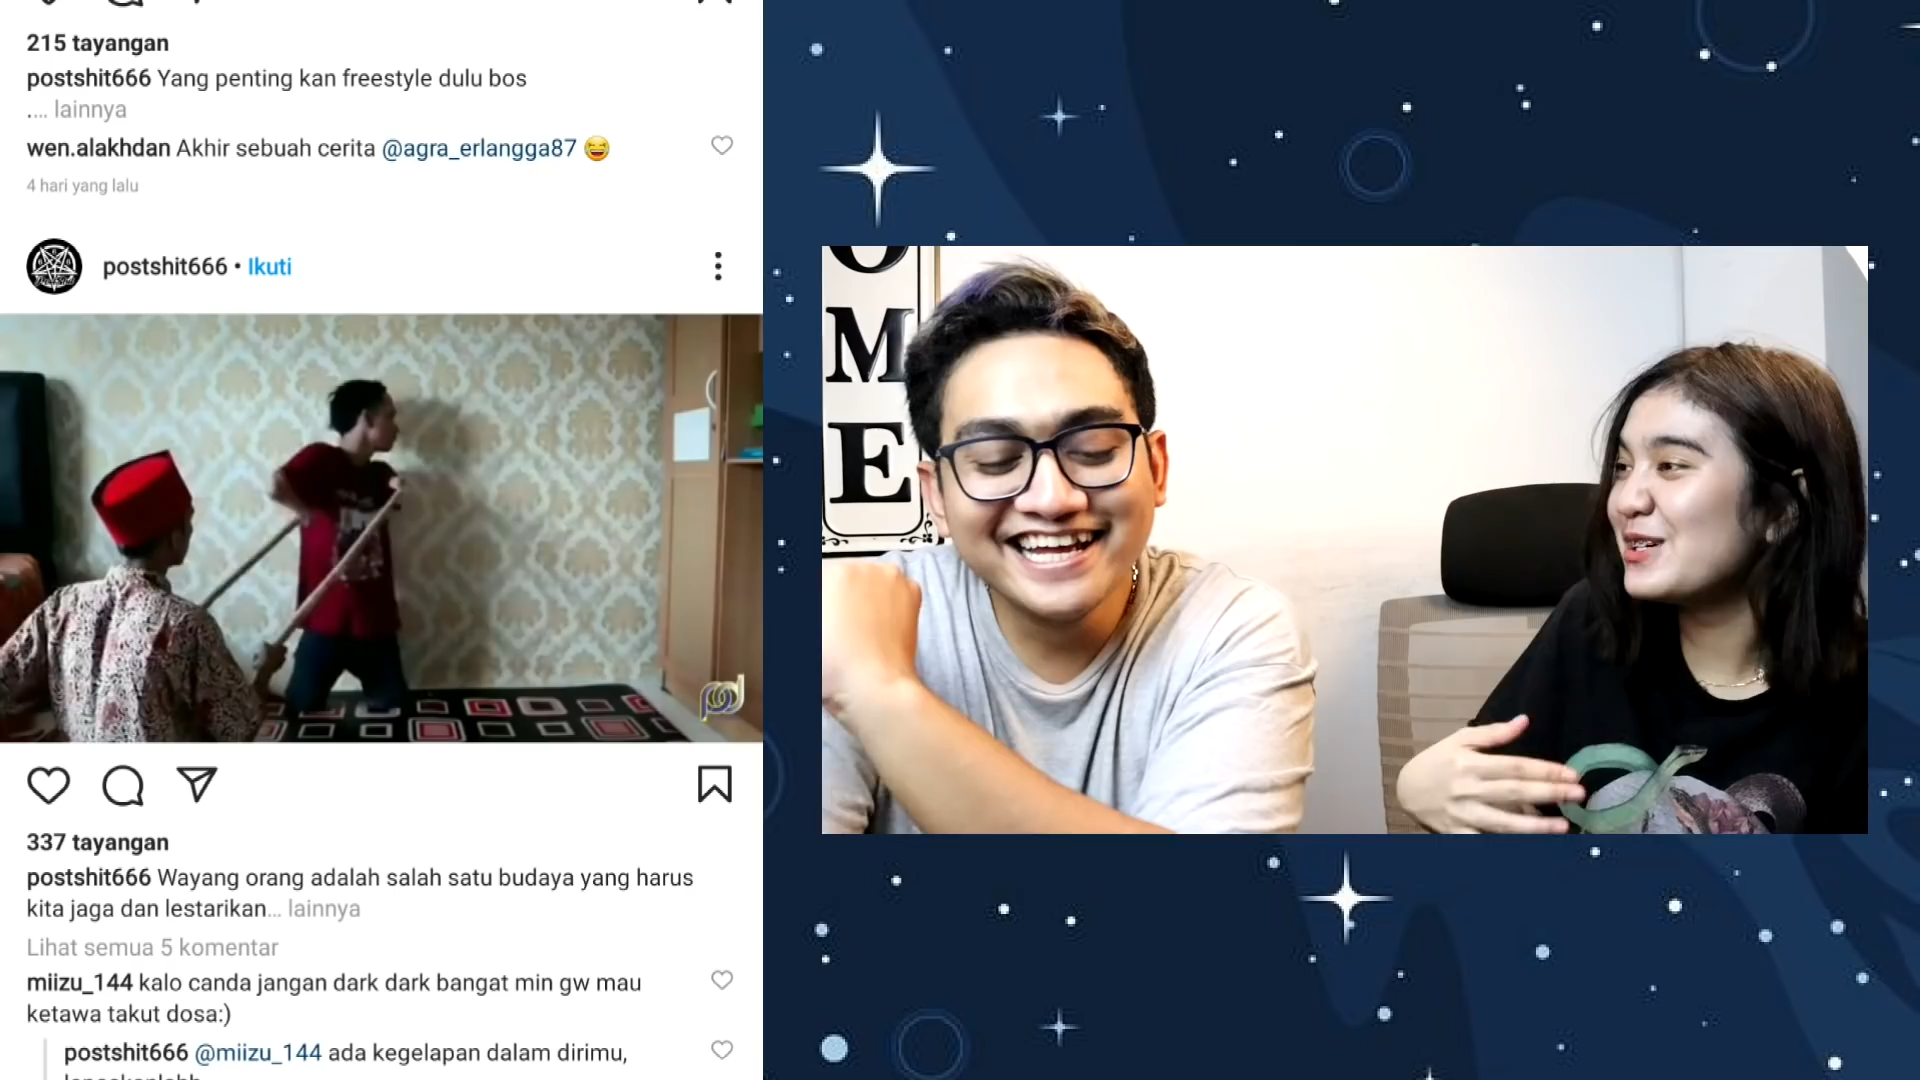 215 tayangan
postshit666 Yang penting kan freestyle dulu bos
.... lainnya
wen.alakhdan Akhir sebuah cerita @agra_erlangga87 😆
4 hari yang lalu
postshit666 • Ikuti
337 tayangan
postshit666 Wayang orang adalah salah satu budaya yang harus
kita jaga dan lestarikan... lainnya
Lihat semua 5 komentar
miizu_144 kalo canda jangan dark dark bangat min gw mau
ketawa takut dosa:)
postshit666 @miizu_144 ada kegelapan dalam dirimu,
O
M
E